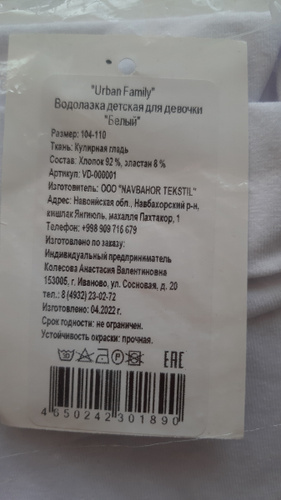 "Urban Family"
Водолазка детская для девочки
"Белый"
Размер: 104-110
Ткань: Кулирная гладь
Состав: Хлопок 92 %, эластан 8 %
Артикул: VD-000001
Изготовитель: ООО "NAVBAHOR TEKSTIL"
Адрес: Навоийская обл., Навбахорский р-н,
кишлак Янгиюль, махалля Пахтакор, 1
Телефон: +998 909 716 679
Изготовлено по заказу:
Индивидуальный предприниматель
Колесова Анастасия Валентиновна
153005, г. Иваново, ул. Сосновая, д. 20
тел.: 8 (4932) 23-02-72
Изготовлено: 04.2022 г.
Срок годности: не ограничен.
Устойчивость окраски: прочная.
30 P EAC
4 650242 301890